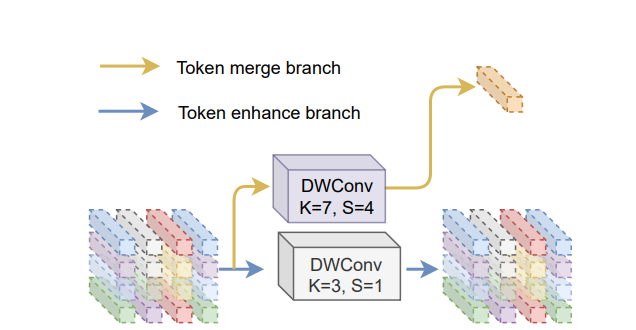 Token merge branch
Token enhance branch
DWConv
K=7, S=4
DWConv
K=3, S=1